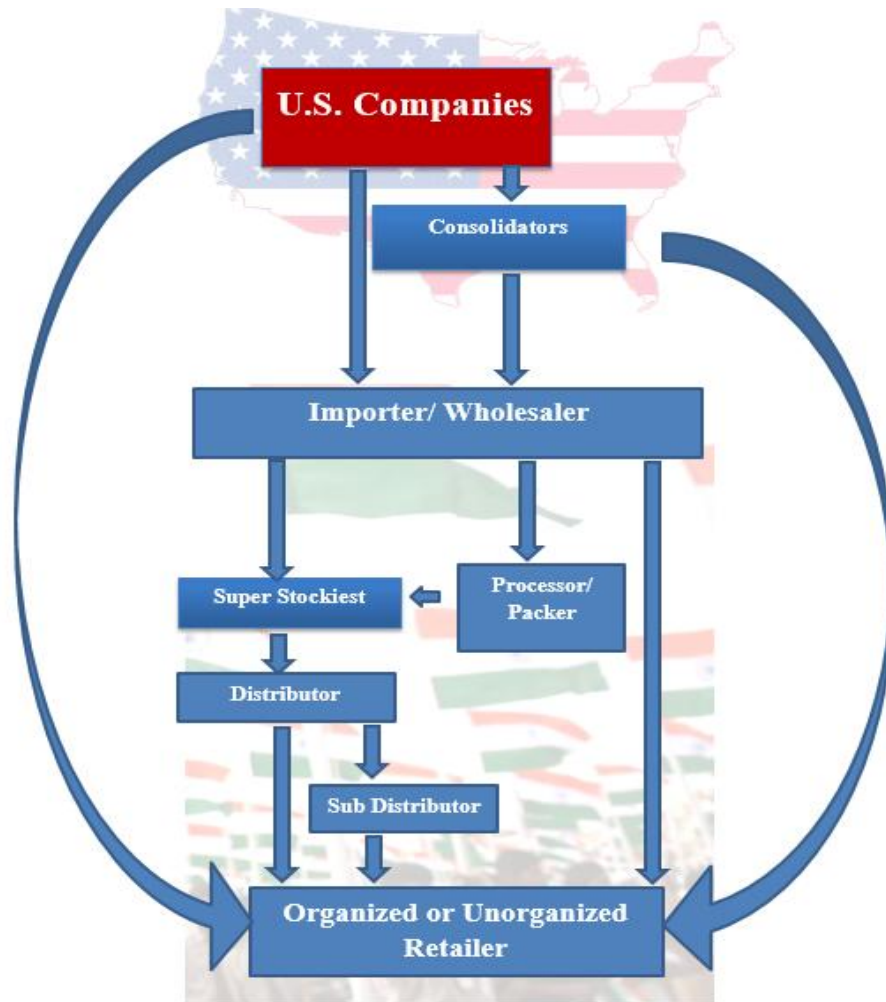 U.S. Companies
Consolidators
Importer/ Wholesaler
Super Stockiest
Processor/
Packer
Distributor
Sub Distributor
Organized or Unorganized
Retailer